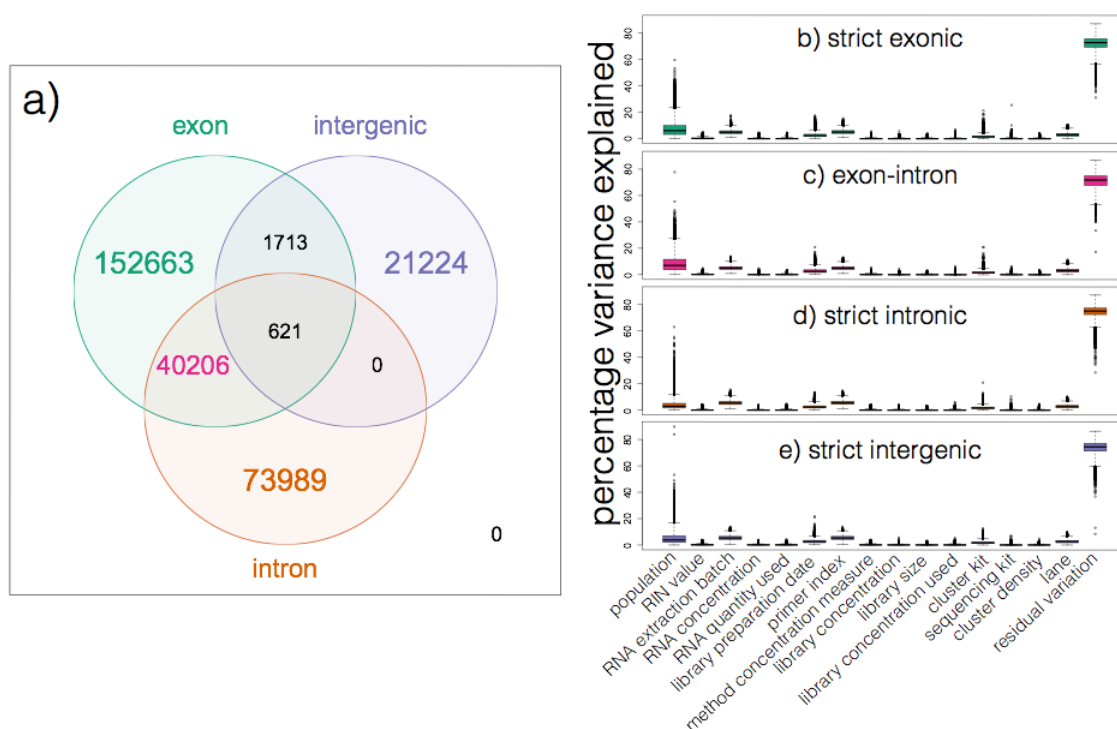 a)
exon
intergenic
152663
1713
21224
621
40206
0
73989
0
intron
percentage variance explained
b) strict exonic
80
60
40
20
0
c) exon-intron
80
60
40
20
0
d) strict intronic
80
60
40
20
0
e) strict intergenic
80
60
40
20
0
population
RIN value
RNA extraction batch
RNA concentration
RNA quantity used
library preparation date
primer index
method concentration measure
library concentration
library size
library concentration used
cluster kit
sequencing kit
cluster density
lane
residual variation